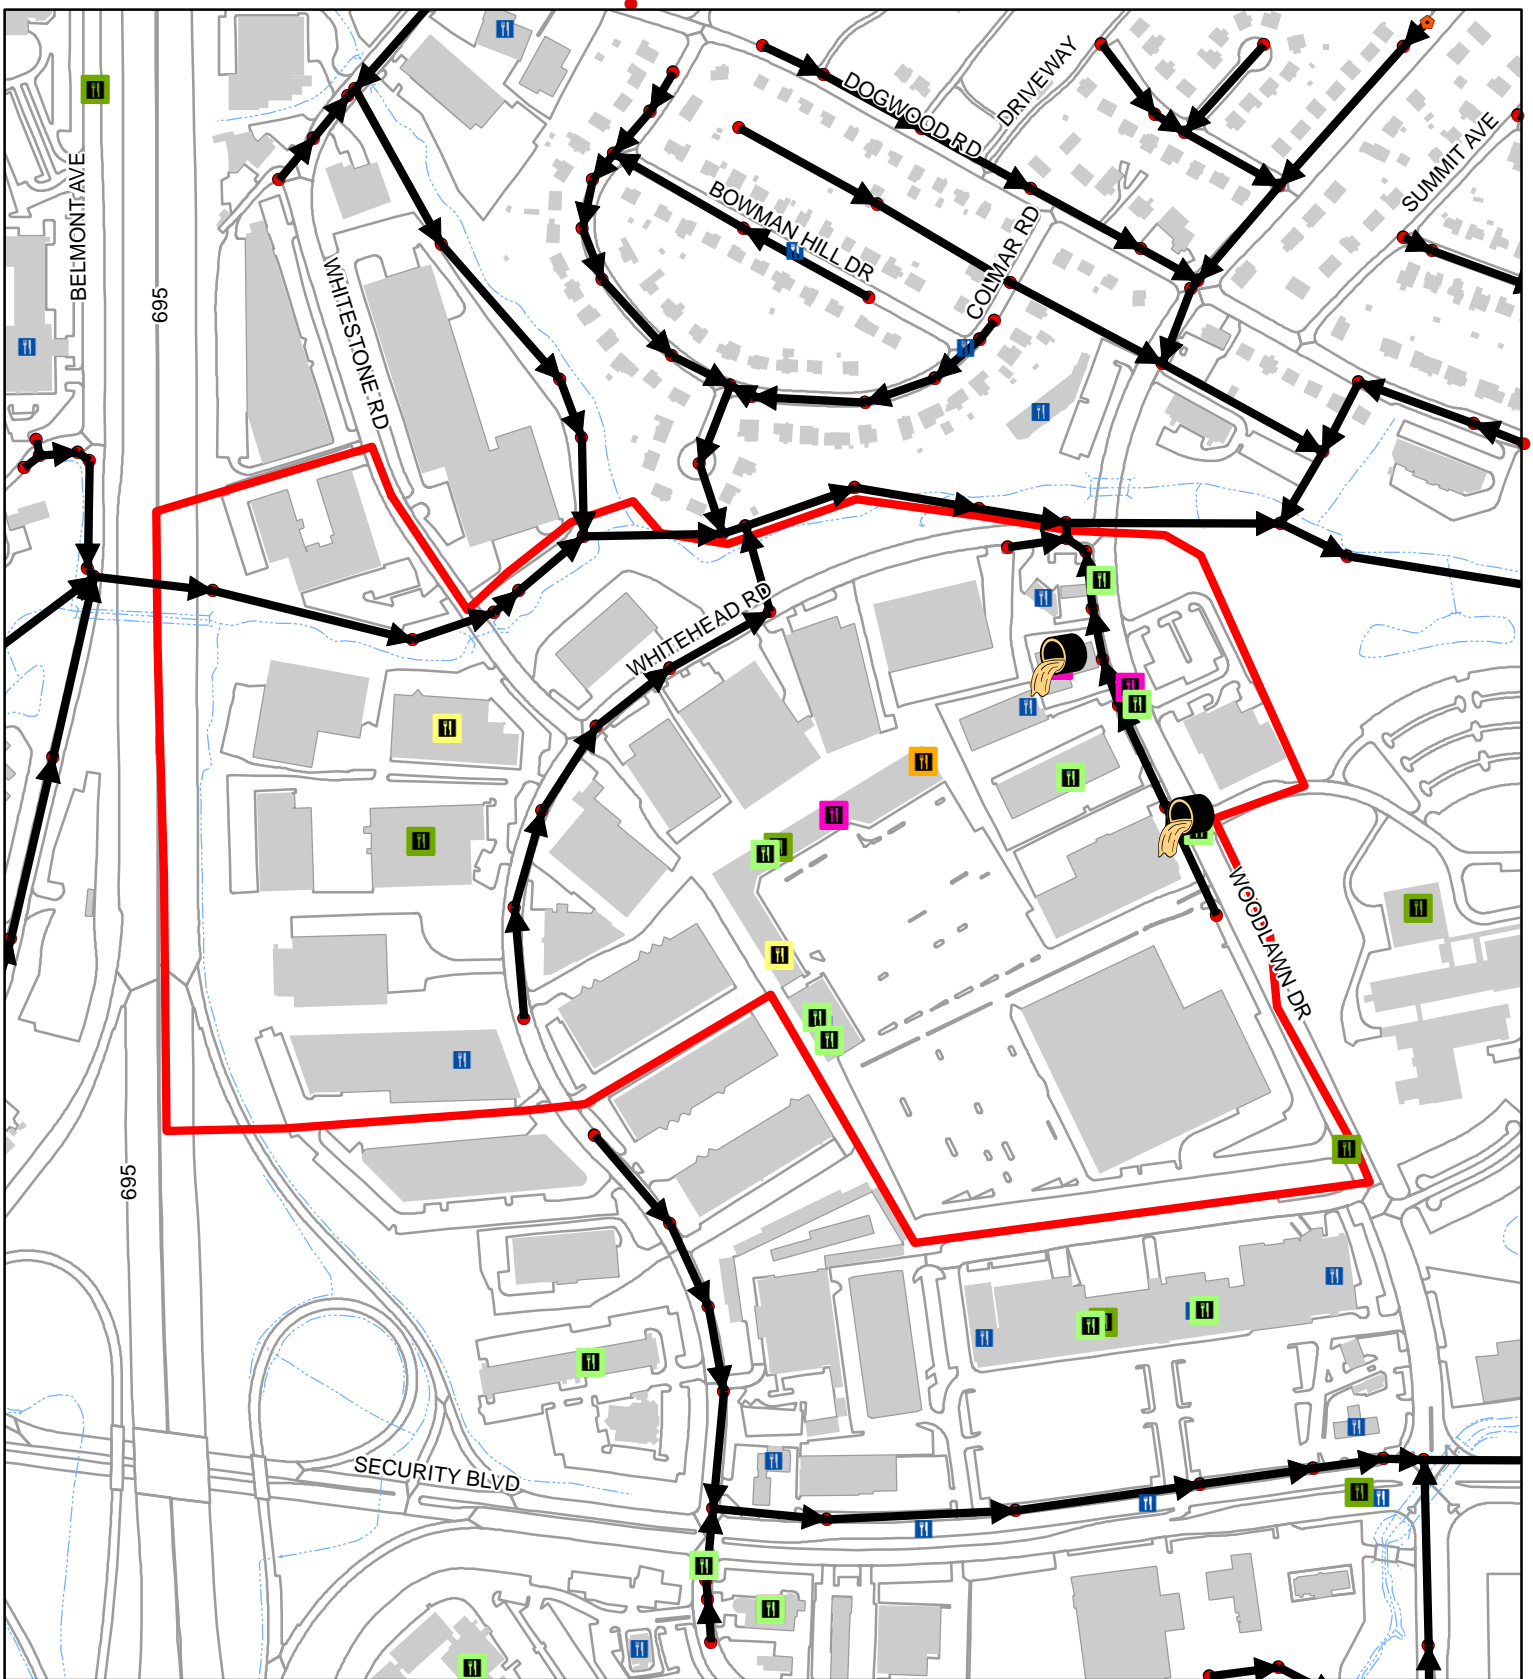 DOGWOOD RD
DRIVEWAY
SUMMIT AVE
BELMONT AVE
BOWMAN HILL DR
COLMAR RD
695
WHITESTONE RD
WHITEHEAD RD
WOODLAWN DR
695
SECURITY BLVD